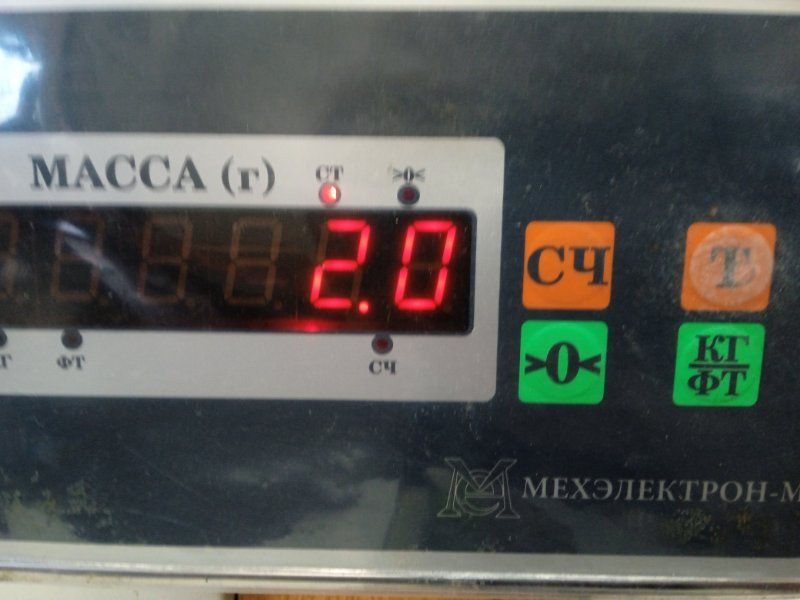 МАССА (г)
СТ
>0<
2.0
ФТ
СЧ
СЧ
Т
>0<
КГ
ФТ
МЕХЭЛЕКТРОН-М